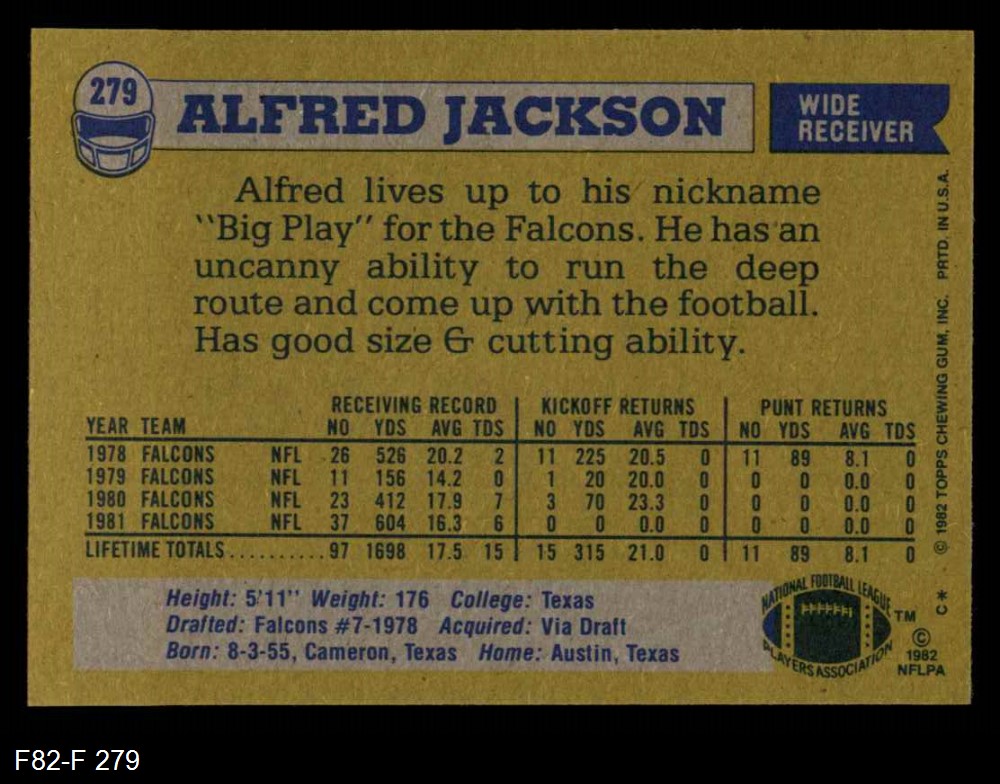 279 ALFRED JACKSON WIDE RECEIVER
Alfred lives up to his nickname
"Big Play" for the Falcons. He has an
uncanny ability to run the deep
route and come up with the football.
Has good size & cutting ability.
RECEIVING RECORD KICKOFF RETURNS PUNT RETURNS
YEAR TEAM NO YDS AVG TDS NO YDS AVG TDS NO YDS AVG TDS
1978 FALCONS NFL 26 526 20.2 2 11 225 20.5 0 11 89 8.1 0
1979 FALCONS NFL 11 156 14.2 0 1 20 20.0 0 0 0 0.0 0
1980 FALCONS NFL 23 412 17.9 7 3 70 23.3 0 0 0 0.0 0
1981 FALCONS NFL 37 604 16.3 6 0 0 0.0 0 0 0 0.0 0
LIFETIME TOTALS..........97 1698 17.5 15 15 315 21.0 0 11 89 8.1 0
Height: 5'11" Weight: 176 College: Texas
Drafted: Falcons #7-1978 Acquired: Via Draft
Born: 8-3-55, Cameron, Texas Home: Austin, Texas
NATIONAL FOOTBALL LEAGUE
PLAYERS ASSOCIATION
TM
©
1982
NFLPA
C*
© 1982 TOPPS CHEWING GUM, INC. PRTD. IN U.S.A.
F82-F 279